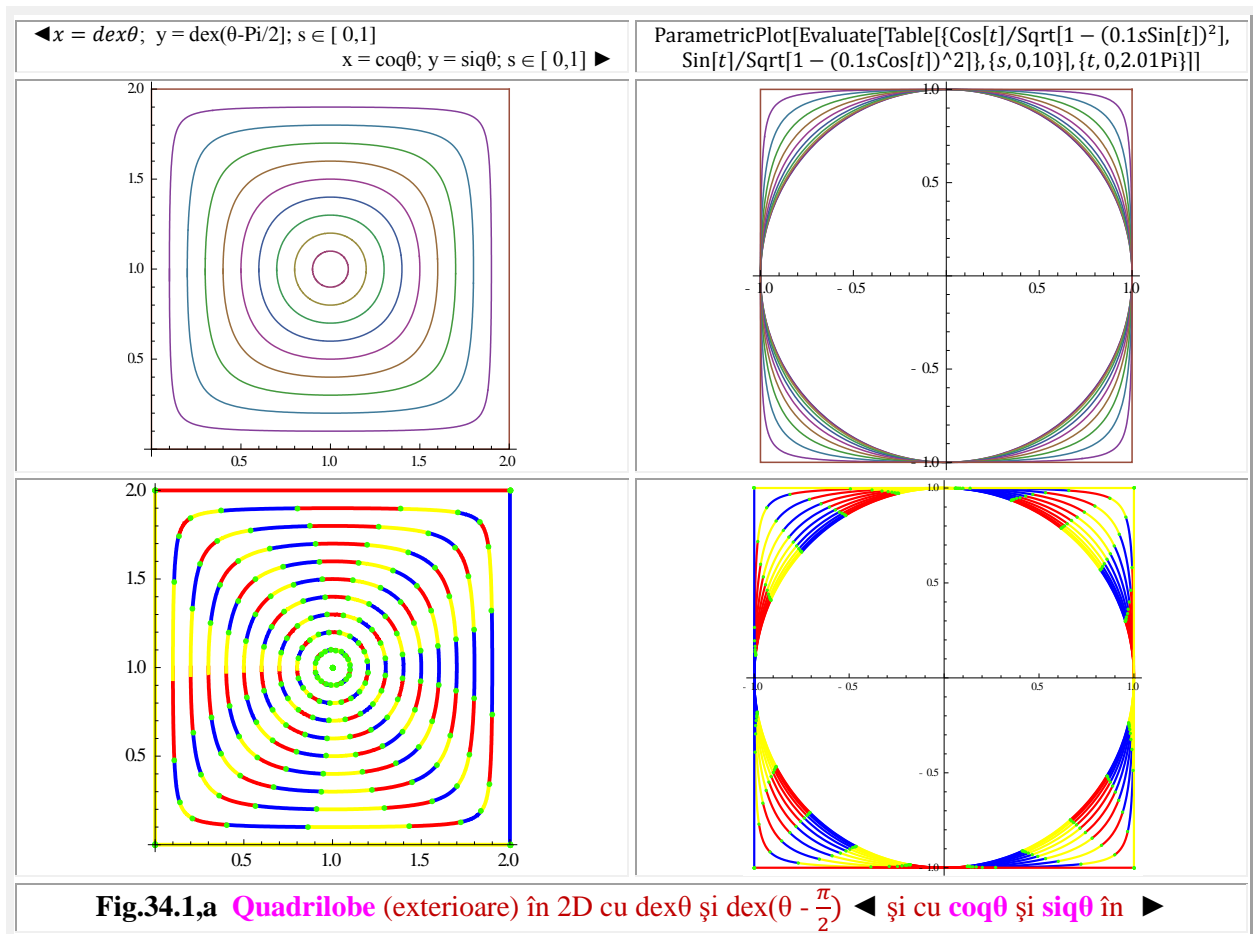 ◄x = dexθ; y = dex(θ-Pi/2]; s ∈ [ 0,1]
x = coqθ; y = siqθ; s ∈ [ 0,1] ►
ParametricPlot[Evaluate[Table[{Cos[t]/Sqrt[1 − (0.1sSin[t])²],
Sin[t]/Sqrt[1 − (0.1sCos[t])^2]},{s, 0,10}],{t, 0,2.01Pi}]]
2.0
1.5
1.0
0.5
0.5 1.0 1.5 2.0
1.0
0.5
- 1.0 - 0.5 0.5 1.0
- 0.5
- 1.0
2.0
1.5
1.0
0.5
0.5 1.0 1.5 2.0
1.0
0.5
- 1.0 - 0.5 0.5 1.0
- 0.5
- 1.0
Fig.34.1,a Quadrilobe (exterioare) în 2D cu dexθ şi dex(θ - π/2) ◄ şi cu coqθ şi siqθ în ►